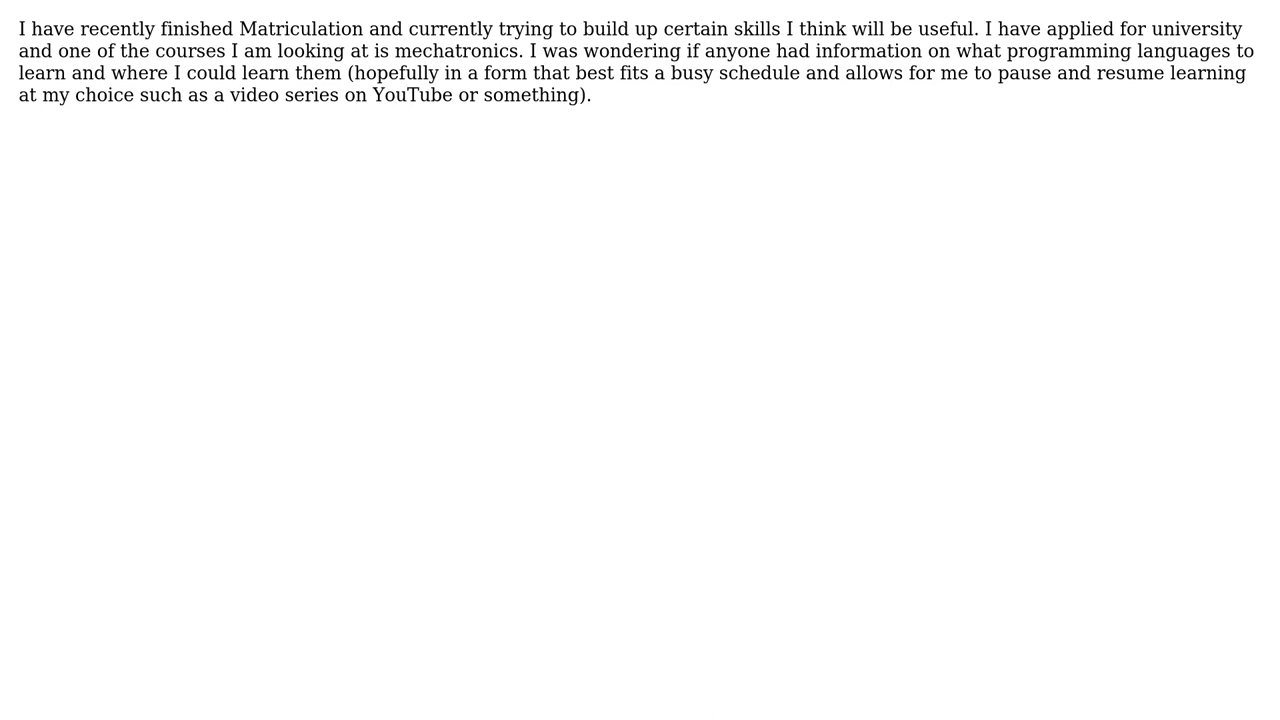 I have recently finished Matriculation and currently trying to build up certain skills I think will be useful. I have applied for university
and one of the courses I am looking at is mechatronics. I was wondering if anyone had information on what programming languages to
learn and where I could learn them (hopefully in a form that best fits a busy schedule and allows for me to pause and resume learning
at my choice such as a video series on YouTube or something).